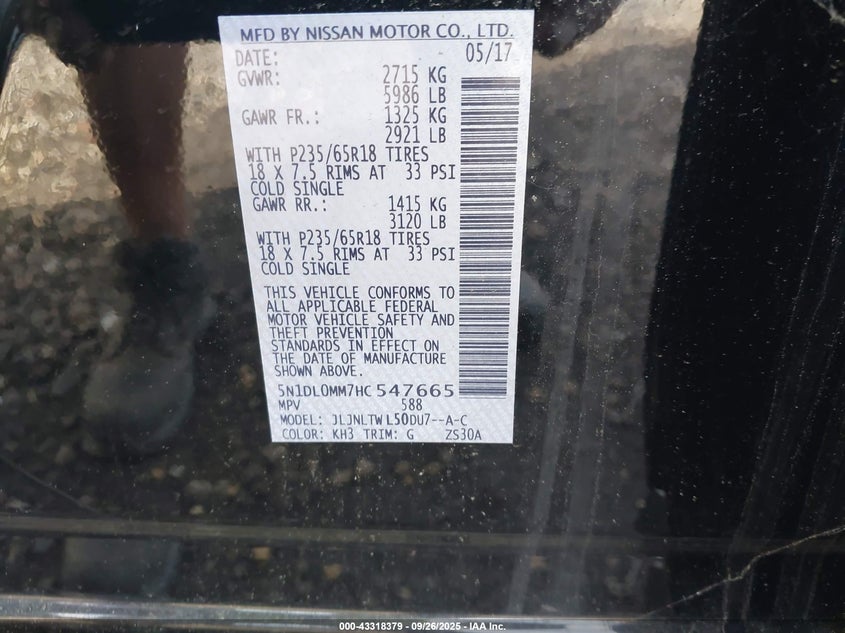 MFD BY NISSAN MOTOR CO., LTD.
DATE: 05/17
GVWR: 2715 KG
5986 LB
GAWR FR.: 1325 KG
2921 LB
WITH P235/65R18 TIRES
18 X 7.5 RIMS AT 33 PSI
COLD SINGLE
GAWR RR.: 1415 KG
3120 LB
WITH P235/65R18 TIRES
18 X 7.5 RIMS AT 33 PSI
COLD SINGLE
THIS VEHICLE CONFORMS TO
ALL APPLICABLE FEDERAL
MOTOR VEHICLE SAFETY AND
THEFT PREVENTION
STANDARDS IN EFFECT ON
THE DATE OF MANUFACTURE
SHOWN ABOVE.
5N1DL0MM7HC547665
MPV 588
MODEL: JLJNLTWL50DU7--A-C
COLOR: KH3 TRIM: G ZS30A
000-43318379 - 09/26/2025 - IAA Inc.